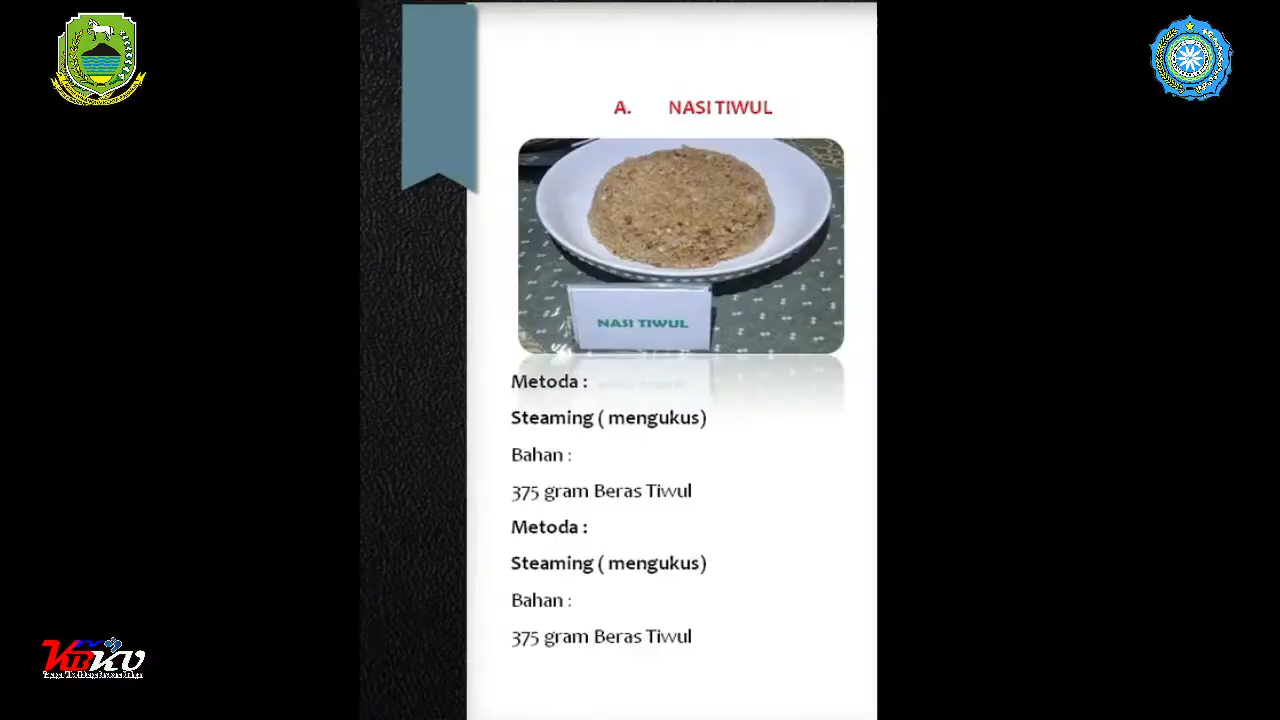 A. NASI TIWUL
NASI TIWUL
Metoda :
Steaming ( mengukus)
Bahan :
375 gram Beras Tiwul
Metoda :
Steaming ( mengukus)
Bahan :
375 gram Beras Tiwul
KBKV